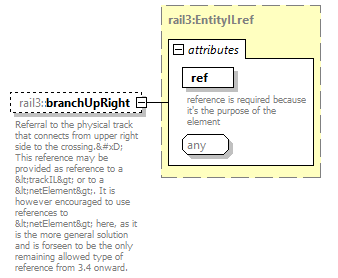 rail3:EntityILref
attributes
ref
reference is required because
it's the purpose of the
element
any
rail3::branchUpRight
Referral to the physical track
that connects from upper right
side to the crossing.&#xD;
This reference may be
provided as reference to a
&lt;trackIL&gt; or to a
&lt;netElement&gt;. It is
however encouraged to use
references to
&lt;netElement&gt; here, as it
is the more general solution
and is forseen to be the only
remaining allowed type of
reference from 3.4 onward.